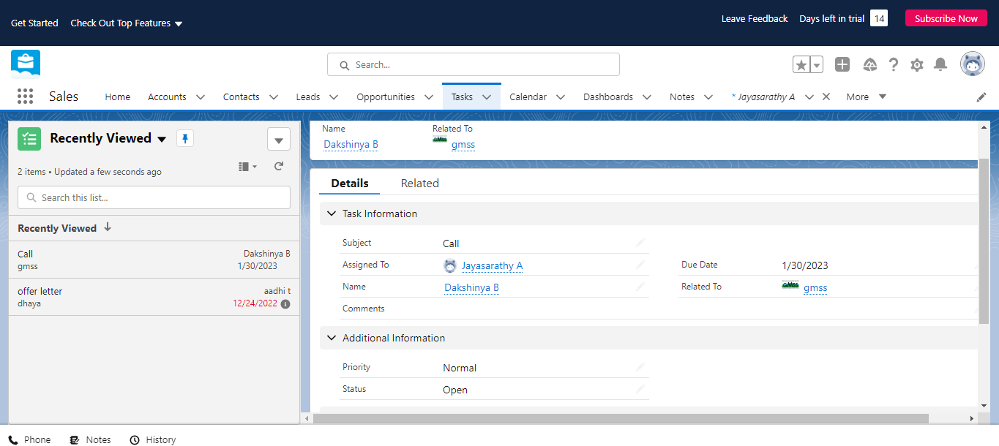 Get Started Check Out Top Features Leave Feedback Days left in trial 14 Subscribe Now
Search...
Sales Home Accounts Contacts Leads Opportunities Tasks Calendar Dashboards Notes * Jayasarathy A More
Recently Viewed
2 items • Updated a few seconds ago
Search this list...
Recently Viewed
Call Dakshinya B
gmss 1/30/2023
offer letter aadhi t
dhaya 12/24/2022
Name Related To
Dakshinya B gmss
Details Related
Task Information
Subject Call
Assigned To Jayasarathy A Due Date 1/30/2023
Name Dakshinya B Related To GMSS gmss
Comments
Additional Information
Priority Normal
Status Open
Phone Notes History